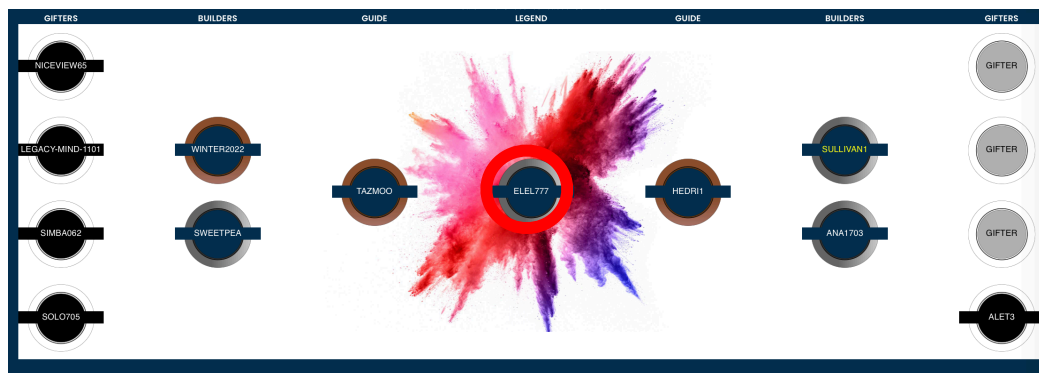 GIFTERS BUILDERS GUIDE LEGEND GUIDE BUILDERS GIFTERS
NICEVIEW65 GIFTER
LEGACY-MIND-1101 WINTER2022 SULLIVAN1 GIFTER
TAZMOO ELEL777 HEDRI1
SIMBA062 SWEETPEA ANA1703 GIFTER
SOLO705 ALET3